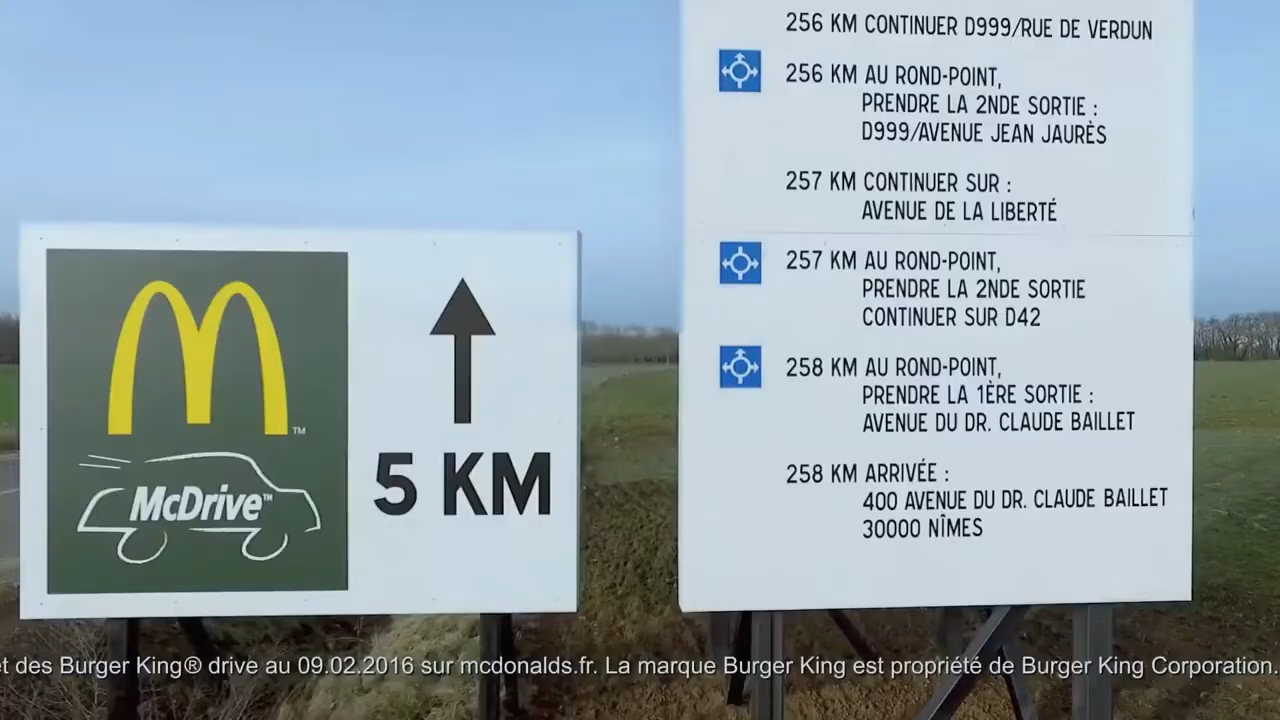 256 KM CONTINUER D999/RUE DE VERDUN
256 KM AU ROND-POINT,
PRENDRE LA 2NDE SORTIE :
D999/AVENUE JEAN JAURÈS
257 KM CONTINUER SUR :
AVENUE DE LA LIBERTÉ
257 KM AU ROND-POINT,
PRENDRE LA 2NDE SORTIE
CONTINUER SUR D42
258 KM AU ROND-POINT,
PRENDRE LA 1ÈRE SORTIE :
AVENUE DU DR. CLAUDE BAILLET
258 KM ARRIVÉE :
400 AVENUE DU DR. CLAUDE BAILLET
30000 NÎMES
M™
McDrive™
5 KM
et des Burger King® drive au 09.02.2016 sur mcdonalds.fr. La marque Burger King est propriété de Burger King Corporation.